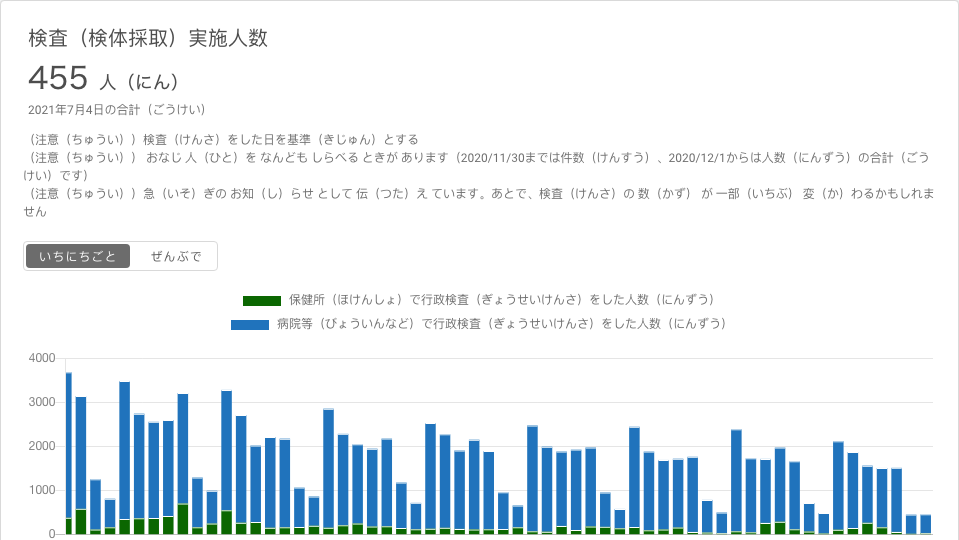 検査（検体採取）実施人数
455 人（にん）
2021年7月4日の合計（ごうけい）
（注意（ちゅうい））検査（けんさ）をした日を基準（きじゅん）とする
（注意（ちゅうい）） おなじ 人（ひと）を なんども しらべる ときが あります（2020/11/30までは件数（けんすう）、2020/12/1からは人数（にんずう）の合計（ごう
けい）です）
（注意（ちゅうい））急（いそ）ぎの お知（し）らせ として 伝（つた）え ています。あとで、検査（けんさ）の 数（かず） が 一部（いちぶ） 変（か）わるかもしれま
せん
いちにちごと ぜんぶで
保健所（ほけんしょ）で行政検査（ぎょうせいけんさ）をした人数（にんずう）
病院等（びょういんなど）で行政検査（ぎょうせいけんさ）をした人数（にんずう）
4000
3000
2000
1000
0